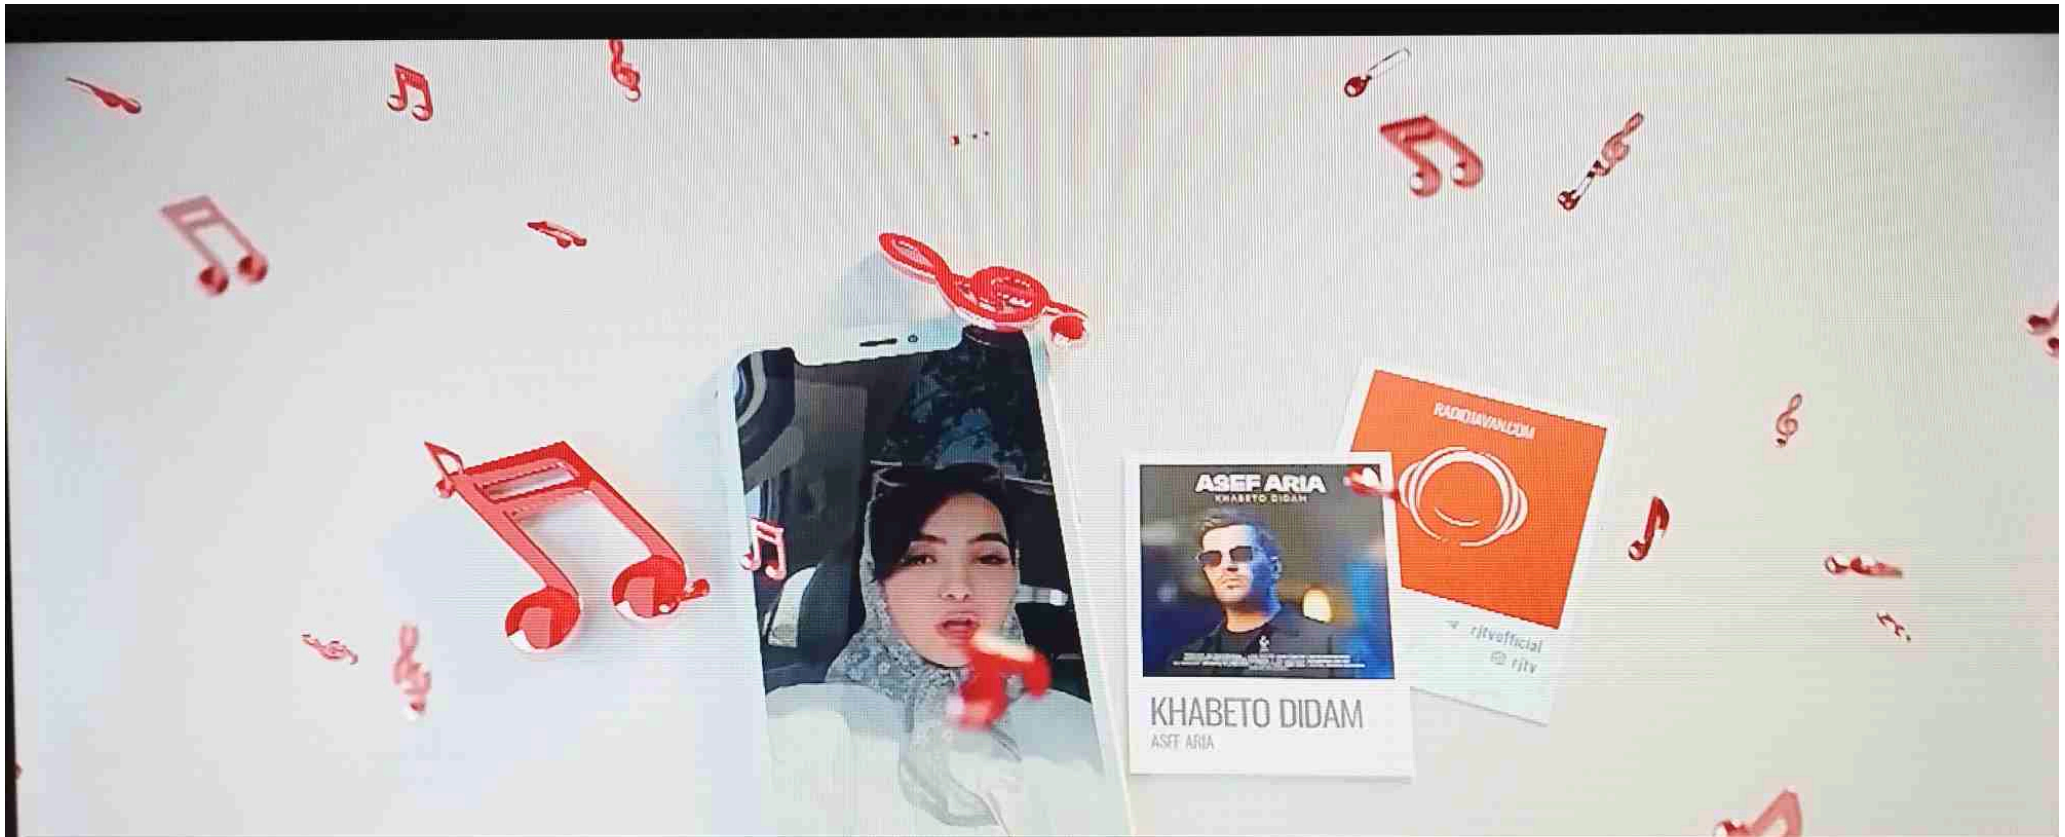 RADIOJAVAN.COM
ASEF ARIA
KHABETO DIDAM
rjtvofficial
rjtv
KHABETO DIDAM
ASEF ARIA